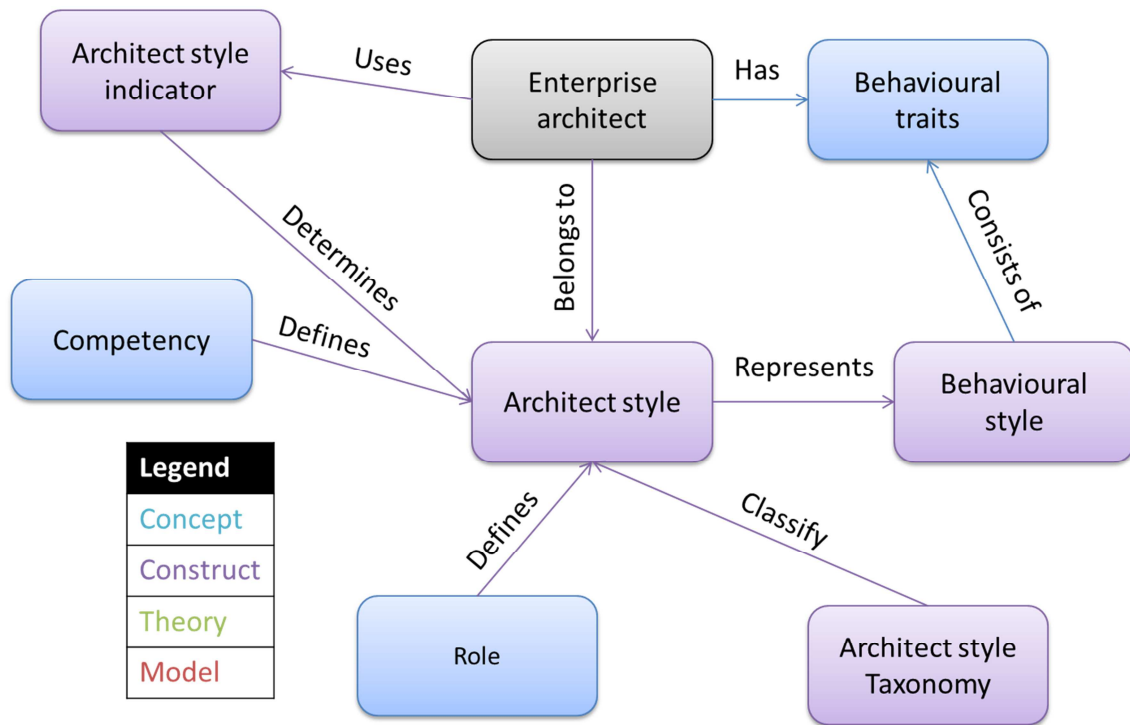 Architect style
indicator
Uses
Enterprise
architect
Has
Behavioural
traits
Determines
Belongs to
Consists of
Competency
Defines
Architect style
Represents
Behavioural
style
Legend
Concept
Construct
Theory
Model
Defines
Classify
Role
Architect style
Taxonomy